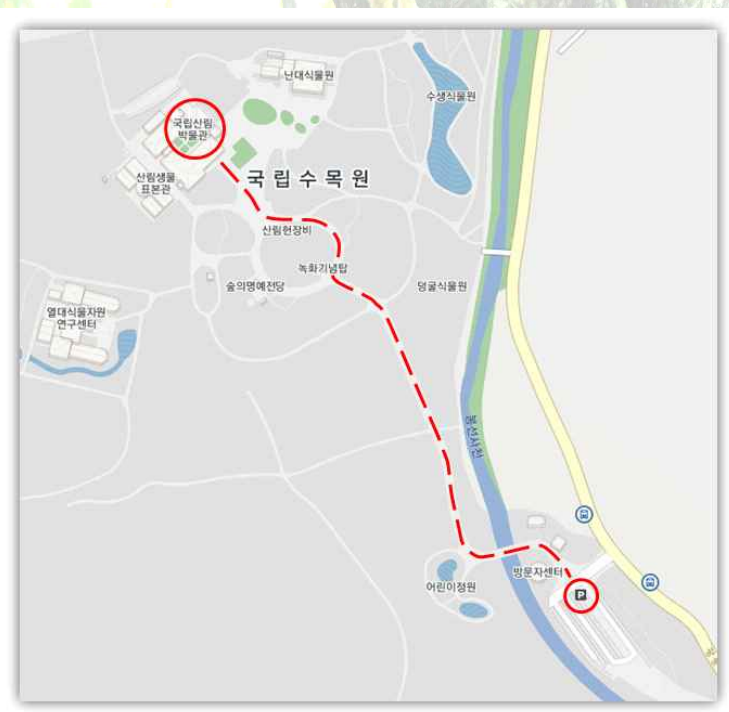 난대식물원
수생식물원
국립산림
박물관
산림생물
표본관
국립수목원
산림헌장비
녹화기념탑
숲의명예전당
덩굴식물원
열대식물자원
연구센터
봉선사천
방문자센터
어린이정원
P